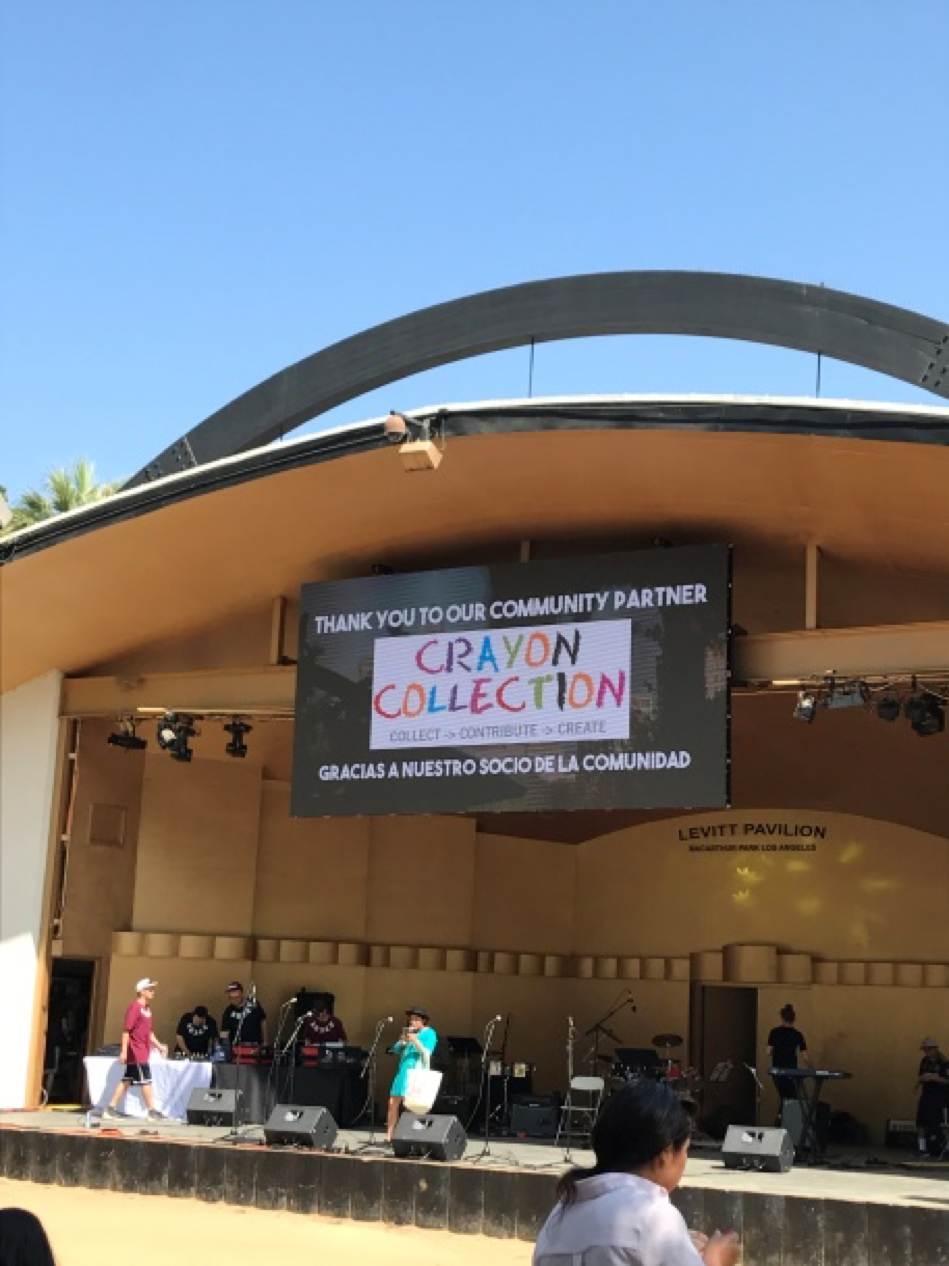 THANK YOU TO OUR COMMUNITY PARTNER
CRAYON
COLLECTION
COLLECT -> CONTRIBUTE -> CREATE
GRACIAS A NUESTRO SOCIO DE LA COMUNIDAD
LEVITT PAVILION
MACARTHUR PARK LOS ANGELES